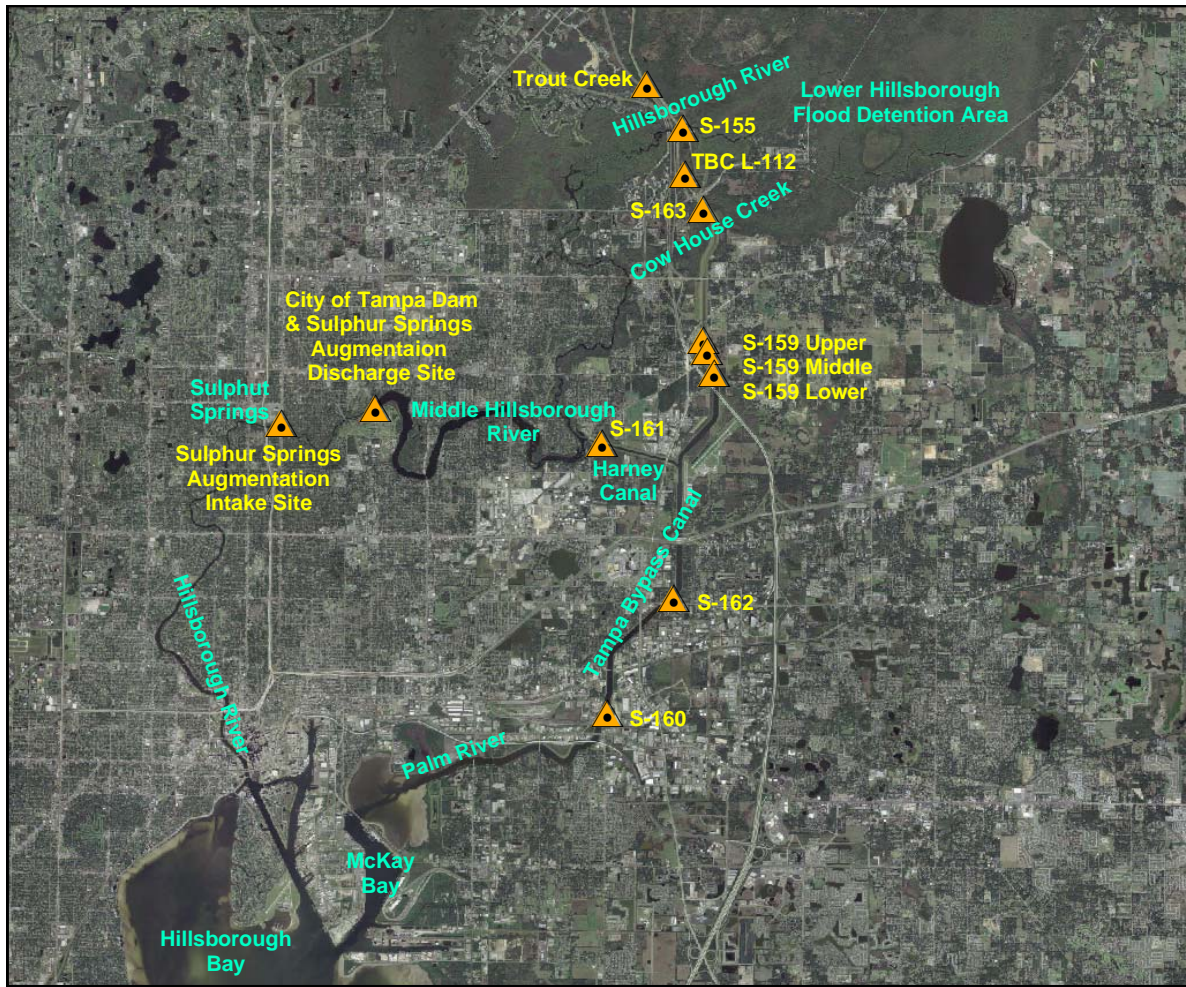 Trout Creek
Hillsborough River
Lower Hillsborough
Flood Detention Area
S-155
TBC L-112
S-163
Cow House Creek
City of Tampa Dam
& Sulphur Springs
Augmentaion
Discharge Site
S-159 Upper
S-159 Middle
S-159 Lower
Sulphut
Springs
Middle Hillsborough
River
S-161
Sulphur Springs
Augmentation
Intake Site
Harney
Canal
Tampa Bypass Canal
S-162
Hillsborough River
S-160
Palm River
McKay
Bay
Hillsborough
Bay